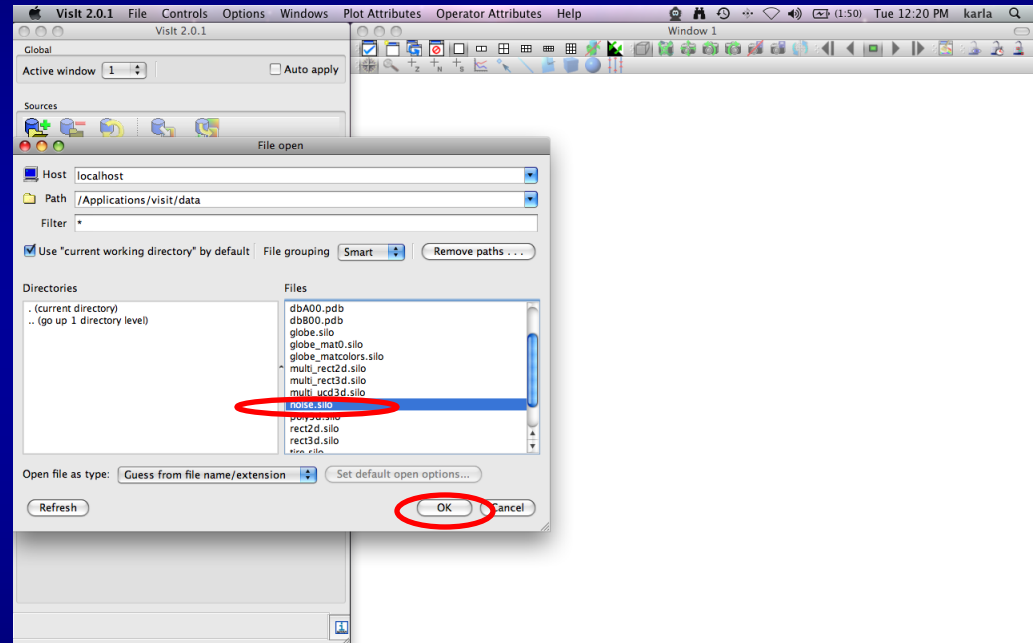 VisIt 2.0.1 File Controls Options Windows Plot Attributes Operator Attributes Help (1:50) Tue 12:20 PM karla
VisIt 2.0.1
Window 1
Global
Active window 1 Auto apply
Sources
File open
Host localhost
Path /Applications/visit/data
Filter *
Use "current working directory" by default File grouping Smart Remove paths . . .
Directories Files
. (current directory)
.. (go up 1 directory level)
dbA00.pdb
dbB00.pdb
globe.silo
globe_mat0.silo
globe_matcolors.silo
multi_rect2d.silo
multi_rect3d.silo
multi_ucd3d.silo
noise.silo
poly3d.silo
rect2d.silo
rect3d.silo
tire.silo
Open file as type: Guess from file name/extension Set default open options...
Refresh OK Cancel